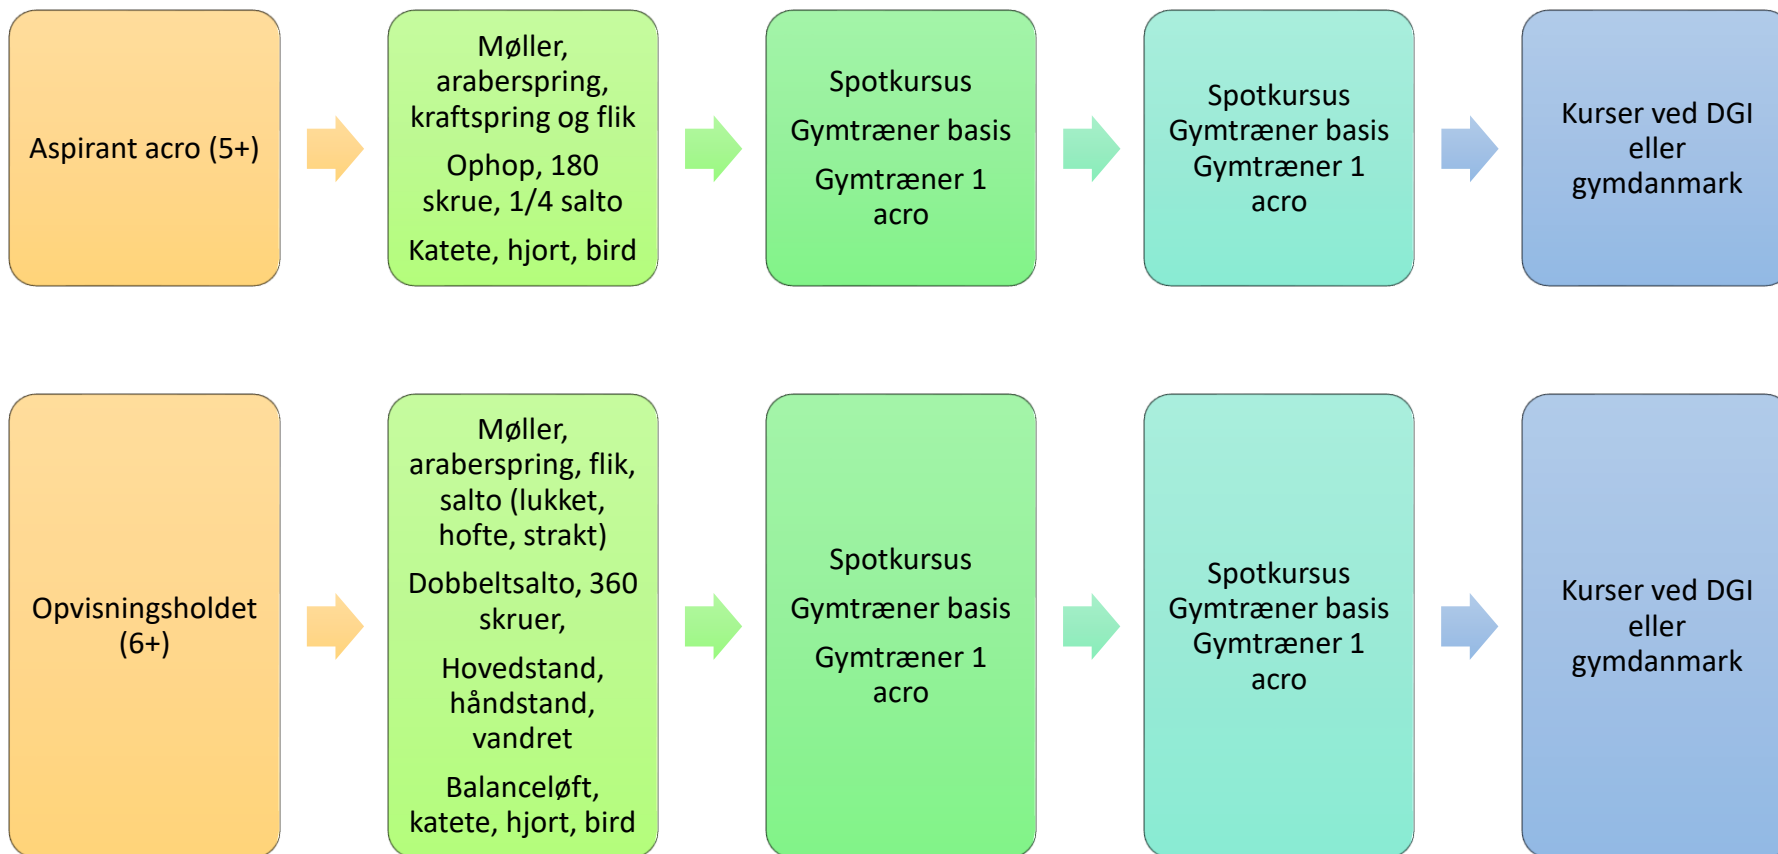 Aspirant acro (5+)
Møller,
araberspring,
kraftspring og flik
Ophop, 180
skrue, 1/4 salto
Katete, hjort, bird
Spotkursus
Gymtræner basis
Gymtræner 1
acro
Spotkursus
Gymtræner basis
Gymtræner 1
acro
Kurser ved DGI
eller
gymdanmark
Opvisningsholdet
(6+)
Møller,
araberspring, flik,
salto (lukket,
hofte, strakt)
Dobbeltsalto, 360
skruer,
Hovedstand,
håndstand,
vandret
Balanceløft,
katete, hjort, bird
Spotkursus
Gymtræner basis
Gymtræner 1
acro
Spotkursus
Gymtræner basis
Gymtræner 1
acro
Kurser ved DGI
eller
gymdanmark